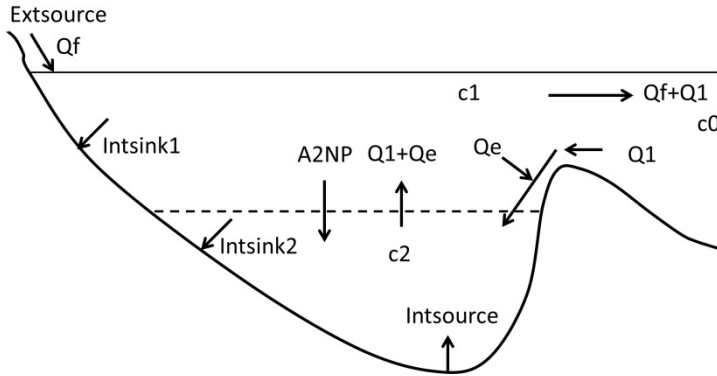 Extsource
Qf
c1
Qf+Q1
c0
Intsink1
A2NP
Q1+Qe
Qe
Q1
Intsink2
c2
Intsource